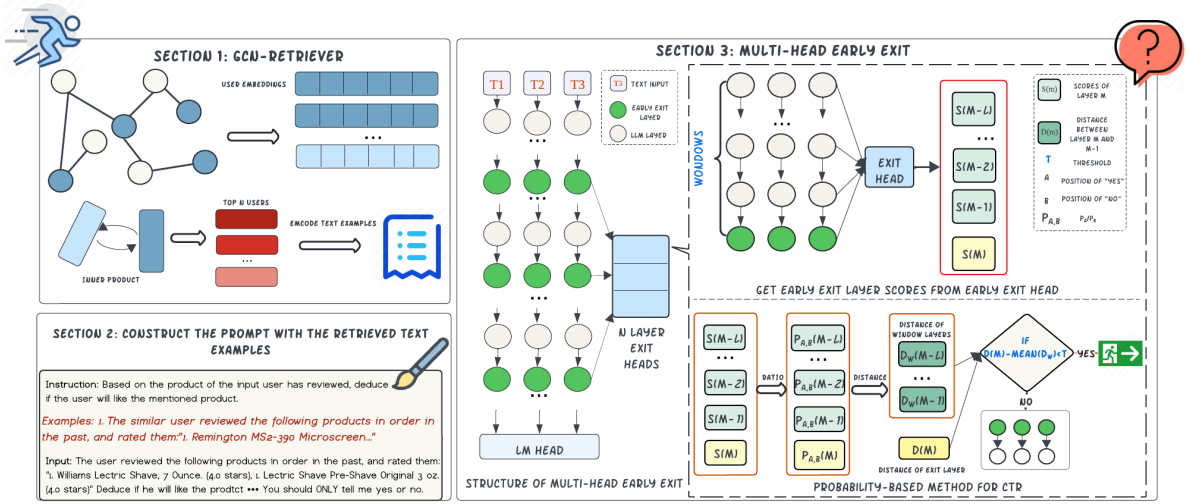 SECTION 1: GCN-RETRIEVER
USER EMBEDDINGS
...
TOP N USERS
EMCODE TEXT EXAMPLES
...
INNER PRODUCT
SECTION 2: CONSTRUCT THE PROMPT WITH THE RETRIEVED TEXT
EXAMPLES
Instruction: Based on the product of the input user has reviewed, deduce
if the user will like the mentioned product.
Examples: 1. The similar user reviewed the following products in order in
the past, and rated them:"1. Remington MS2-390 Microscreen..."
Input: The user reviewed the following products in order in the past, and rated them:
"1. Williams Lectric Shave, 7 Ounce. (4.0 stars), 1. Lectric Shave Pre-Shave Original 3 oz.
(4.0 stars)" Deduce if he will like the prodtct ••• You should ONLY tell me yes or no.
SECTION 3: MULTI-HEAD EARLY EXIT
T1 T2 T3
T3 TEXT INPUT
EARLY EXIT
LAYER
LLM LAYER
...
...
...
...
N LAYER
EXIT
HEADS
LM HEAD
STRUCTURE OF MULTI-HEAD EARLY EXIT
WONDOWS
...
EXIT
HEAD
S(M-L)
...
S(M-2)
S(M-1)
S(M)
S(m) SCORES OF
LAYER M
D(m) DISTANCE
BETWEEN
LAYER M AND
M-1
T THRESHOLD
A POSITION OF "YES"
B POSITION OF "NO"
PA,B PA/PB
GET EARLY EXIT LAYER SCORES FROM EARLY EXIT HEAD
S(M-L)
...
S(M-2)
S(M-1)
S(M)
RATIO
PA,B(M-L)
...
PA,B(M-2)
PA,B(M-1)
PA,B(M)
DISTANCE
DISTANCE OF
WINDOW LAYERS
DW(M-L)
...
DW(M-1)
D(M)
DISTANCE OF EXIT LAYER
IF
D(M)-MEAN(DW)<T
YES
NO
PROBABILITY-BASED METHOD FOR CTR